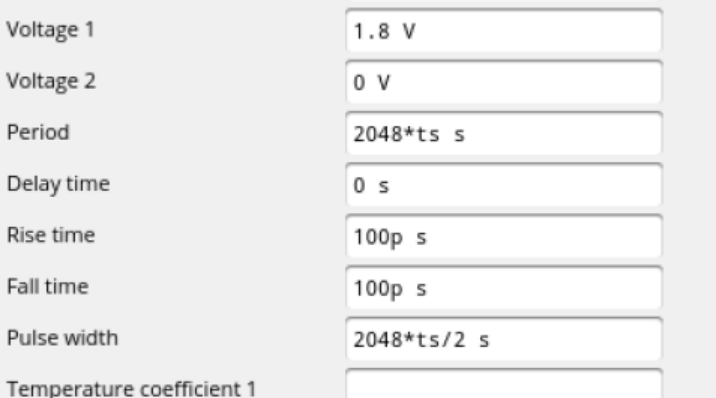 Voltage 1 1.8 V
Voltage 2 0 V
Period 2048*ts s
Delay time 0 s
Rise time 100p s
Fall time 100p s
Pulse width 2048*ts/2 s
Temperature coefficient 1